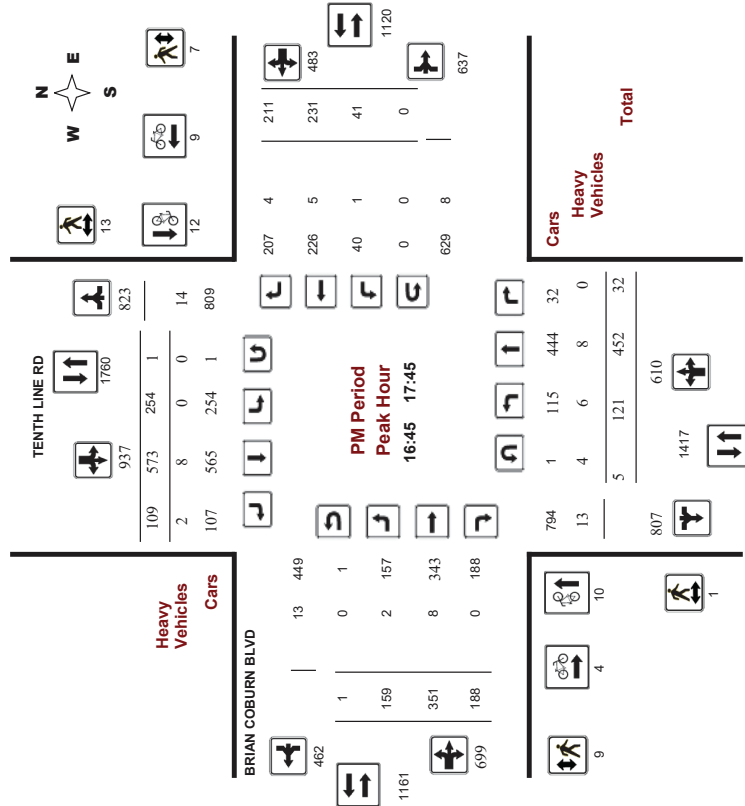 N
W E
S
7
9
13
12
TENTH LINE RD
937
1760
823
109 573 254 1
2 8 0 0 14
107 565 254 1 809
Heavy
Vehicles
Cars
483
1120
637
207 4 211
226 5 231
40 1 41
0 0 0
629 8
PM Period
Peak Hour
16:45 17:45
BRIAN COBURN BLVD
462
1161
699
13 449
1 0 1
159 2 157
351 8 343
188 0 188
Cars
Heavy
Vehicles
Total
794 1 115 444 32
13 4 6 8 0
5 121 452 32
807
1417
610
9
4
10
1